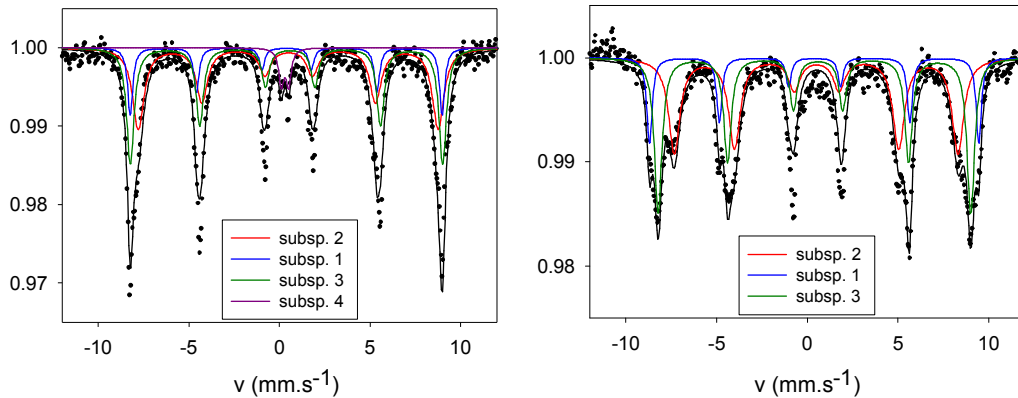 1.00
0.99
0.98
0.97
subsp. 2
subsp. 1
subsp. 3
subsp. 4
-10 -5 0 5 10
v (mm.s-1)
1.00
0.99
0.98
subsp. 2
subsp. 1
subsp. 3
-10 -5 0 5 10
v (mm.s-1)